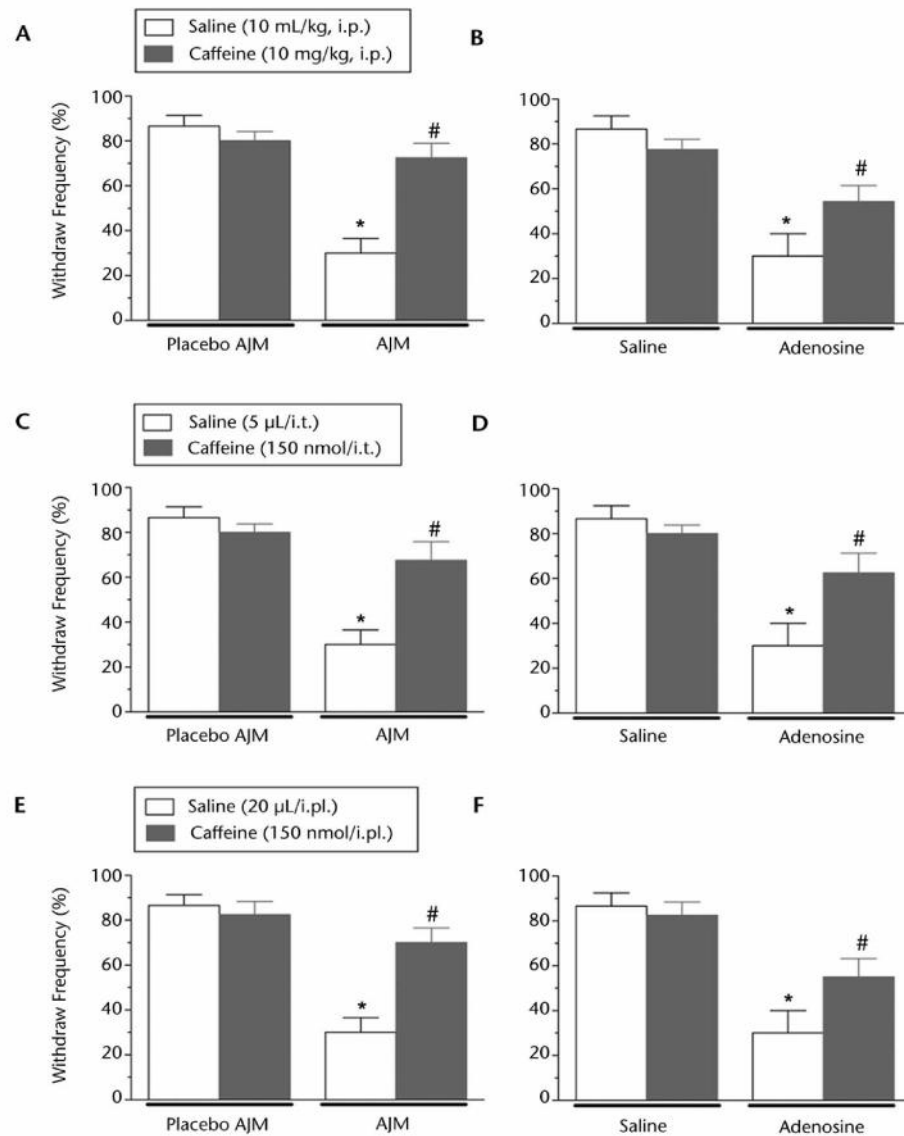 A
Saline (10 mL/kg, i.p.)
Caffeine (10 mg/kg, i.p.)
B
Withdraw Frequency (%)
100
80
60
40
20
0
*
#
Placebo AJM
AJM
100
80
60
40
20
0
*
#
Saline
Adenosine
C
Saline (5 µL/i.t.)
Caffeine (150 nmol/i.t.)
D
Withdraw Frequency (%)
100
80
60
40
20
0
*
#
Placebo AJM
AJM
100
80
60
40
20
0
*
#
Saline
Adenosine
E
Saline (20 µL/i.pl.)
Caffeine (150 nmol/i.pl.)
F
Withdraw Frequency (%)
100
80
60
40
20
0
*
#
Placebo AJM
AJM
100
80
60
40
20
0
*
#
Saline
Adenosine